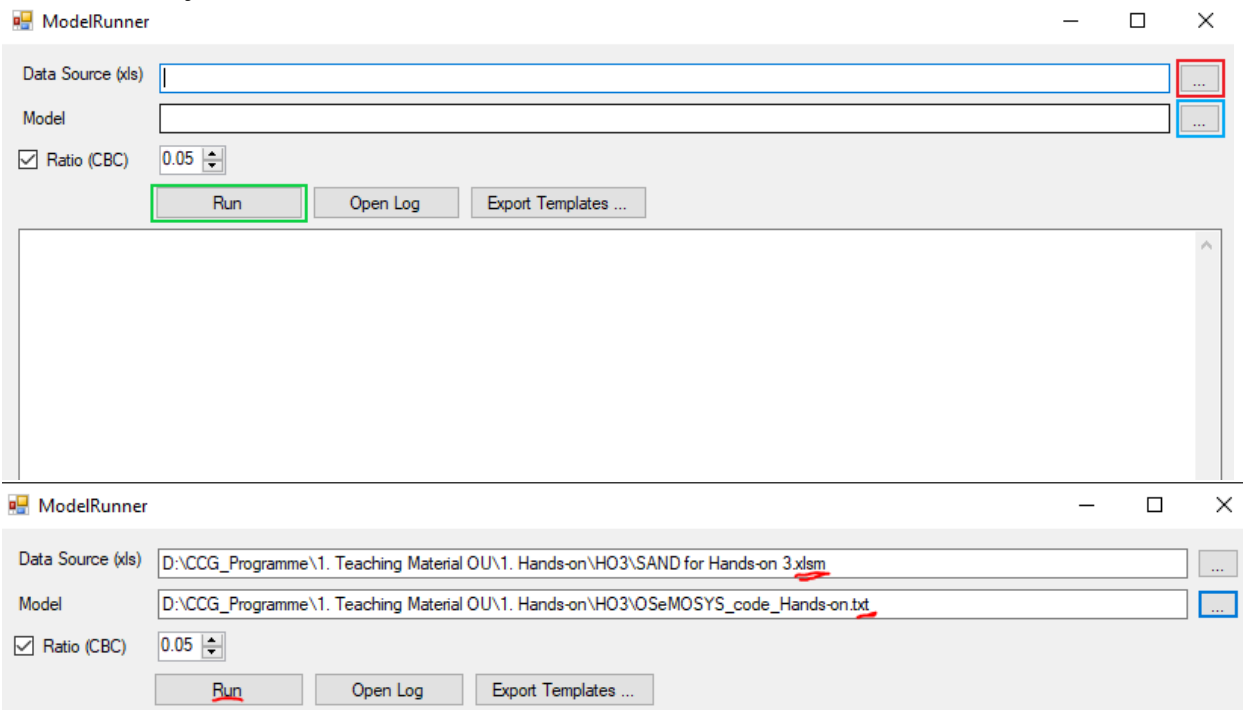 ModelRunner
Data Source (xls)
...
Model
...
Ratio (CBC) 0.05
Run Open Log Export Templates ...
ModelRunner
Data Source (xls) D:\CCG_Programme\1. Teaching Material OU\1. Hands-on\HO3\SAND for Hands-on 3.xlsm ...
Model D:\CCG_Programme\1. Teaching Material OU\1. Hands-on\HO3\OSeMOSYS_code_Hands-on.txt ...
Ratio (CBC) 0.05
Run Open Log Export Templates ...